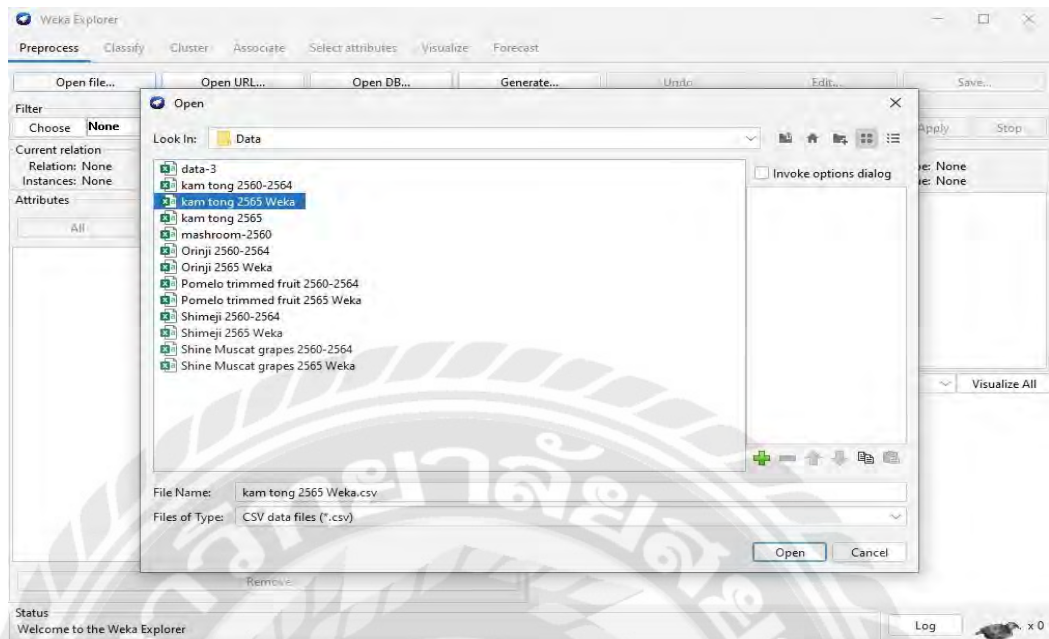 Weka Explorer
Preprocess Classify Cluster Associate Select attributes Visualize Forecast
Open file... Open URL... Open DB... Generate... Undo Edit... Save...
Filter
Choose None Apply Stop
Current relation
Relation: None
Instances: None
Attributes
All
Open
Look In: Data
data-3
kam tong 2560-2564
kam tong 2565 Weka
kam tong 2565
mashroom-2560
Orinji 2560-2564
Orinji 2565 Weka
Pomelo trimmed fruit 2560-2564
Pomelo trimmed fruit 2565 Weka
Shimeji 2560-2564
Shimeji 2565 Weka
Shine Muscat grapes 2560-2564
Shine Muscat grapes 2565 Weka
Invoke options dialog
File Name: kam tong 2565 Weka.csv
Files of Type: CSV data files (*.csv)
Open Cancel
None
None
Visualize All
Remove
Status
Welcome to the Weka Explorer
Log x 0